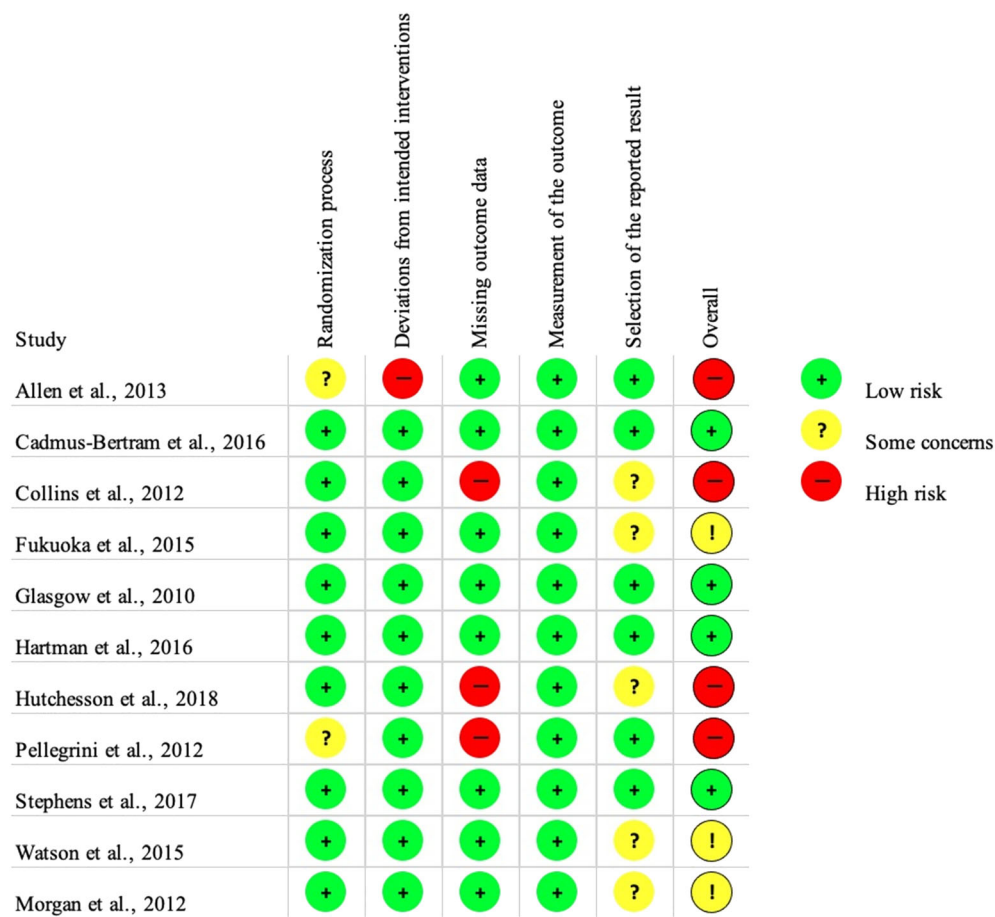 Study Randomization process Deviations from intended interventions Missing outcome data Measurement of the outcome Selection of the reported result Overall
Allen et al., 2013 ? − + + + −
Cadmus-Bertram et al., 2016 + + + + + +
Collins et al., 2012 + + − + ? −
Fukuoka et al., 2015 + + + + ? !
Glasgow et al., 2010 + + + + + +
Hartman et al., 2016 + + + + + +
Hutchesson et al., 2018 + + − + ? −
Pellegrini et al., 2012 ? + − + + −
Stephens et al., 2017 + + + + + +
Watson et al., 2015 + + + + ? !
Morgan et al., 2012 + + + + ? !
+ Low risk
? Some concerns
− High risk